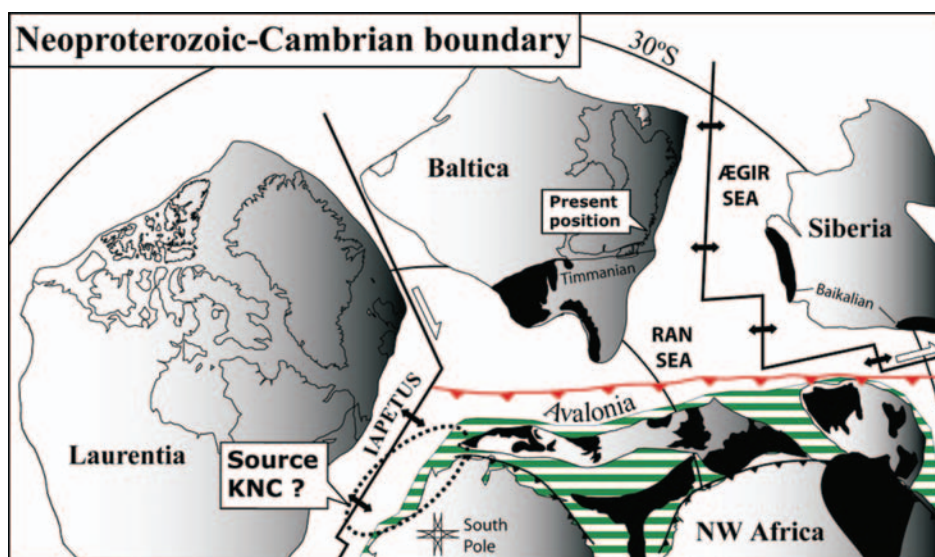 Neoproterozoic-Cambrian boundary
30ºS
Baltica
ÆGIR
SEA
Present
position
Siberia
Timmanian
Baikalian
RAN
SEA
IAPETUS
Avalonia
Laurentia
Source
KNC ?
South
Pole
NW Africa